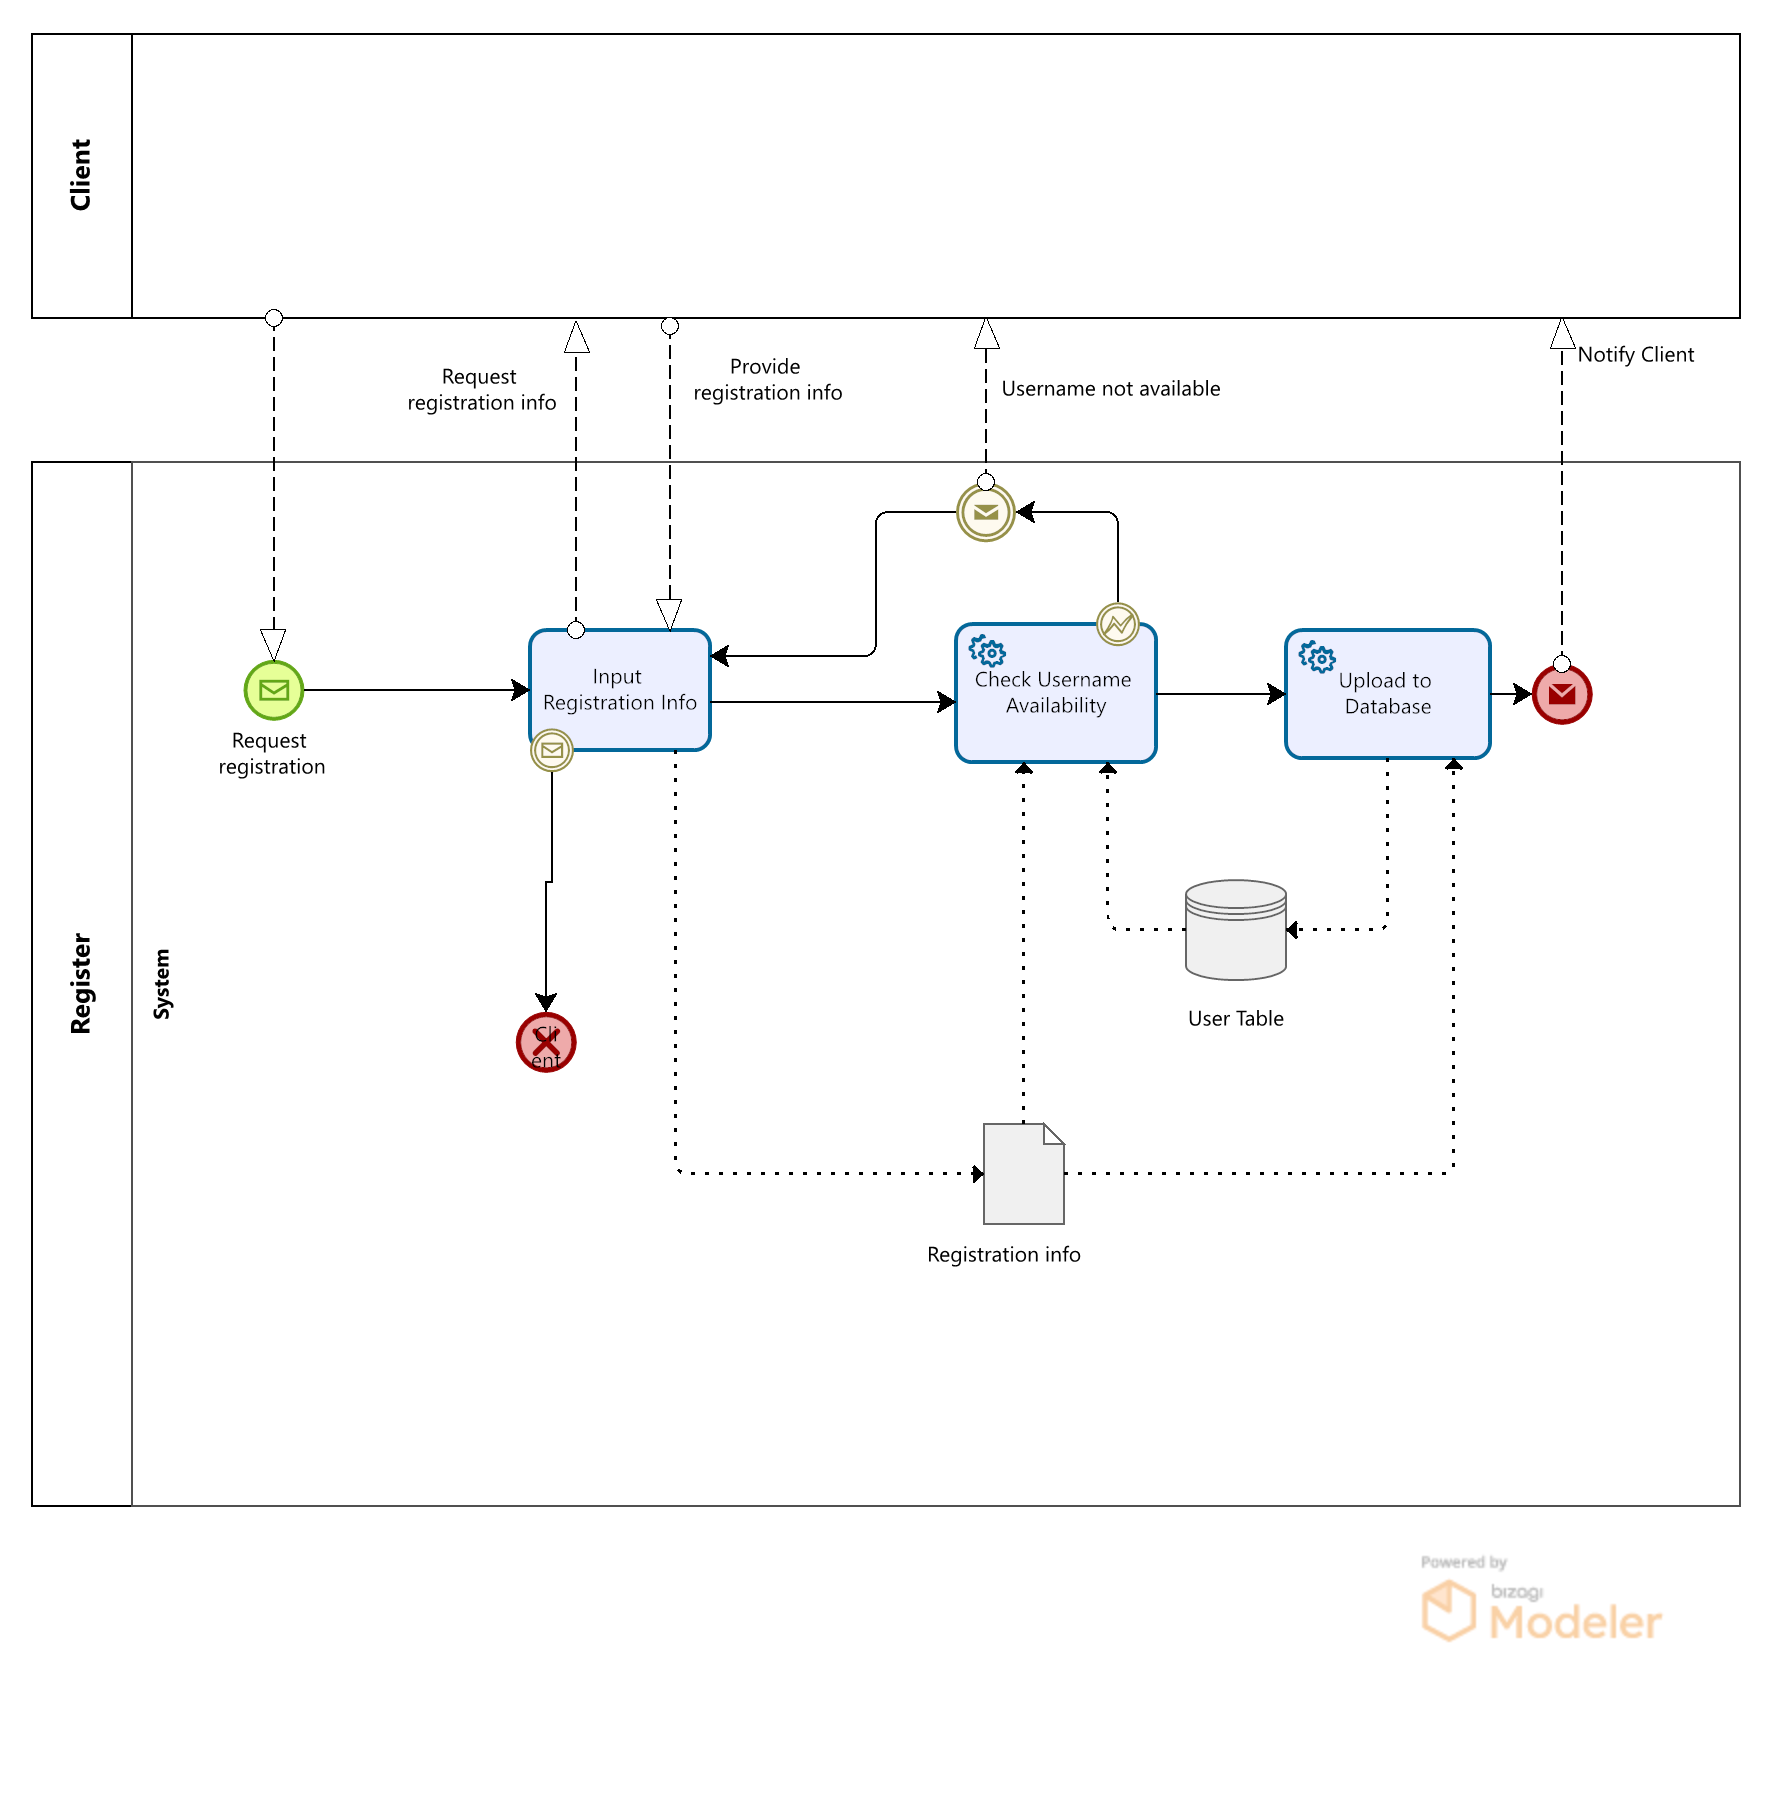 Client
Request
registration info
Provide
registration info
Username not available
Notify Client
Register
System
Request
registration
Input
Registration Info
Check Username
Availability
Upload to
Database
Cli
ent
User Table
Registration info
Powered by
bizagi
Modeler